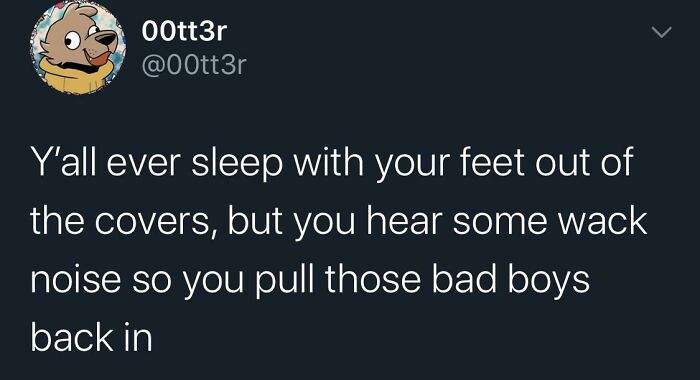 00tt3r
@00tt3r
Y'all ever sleep with your feet out of
the covers, but you hear some wack
noise so you pull those bad boys
back in